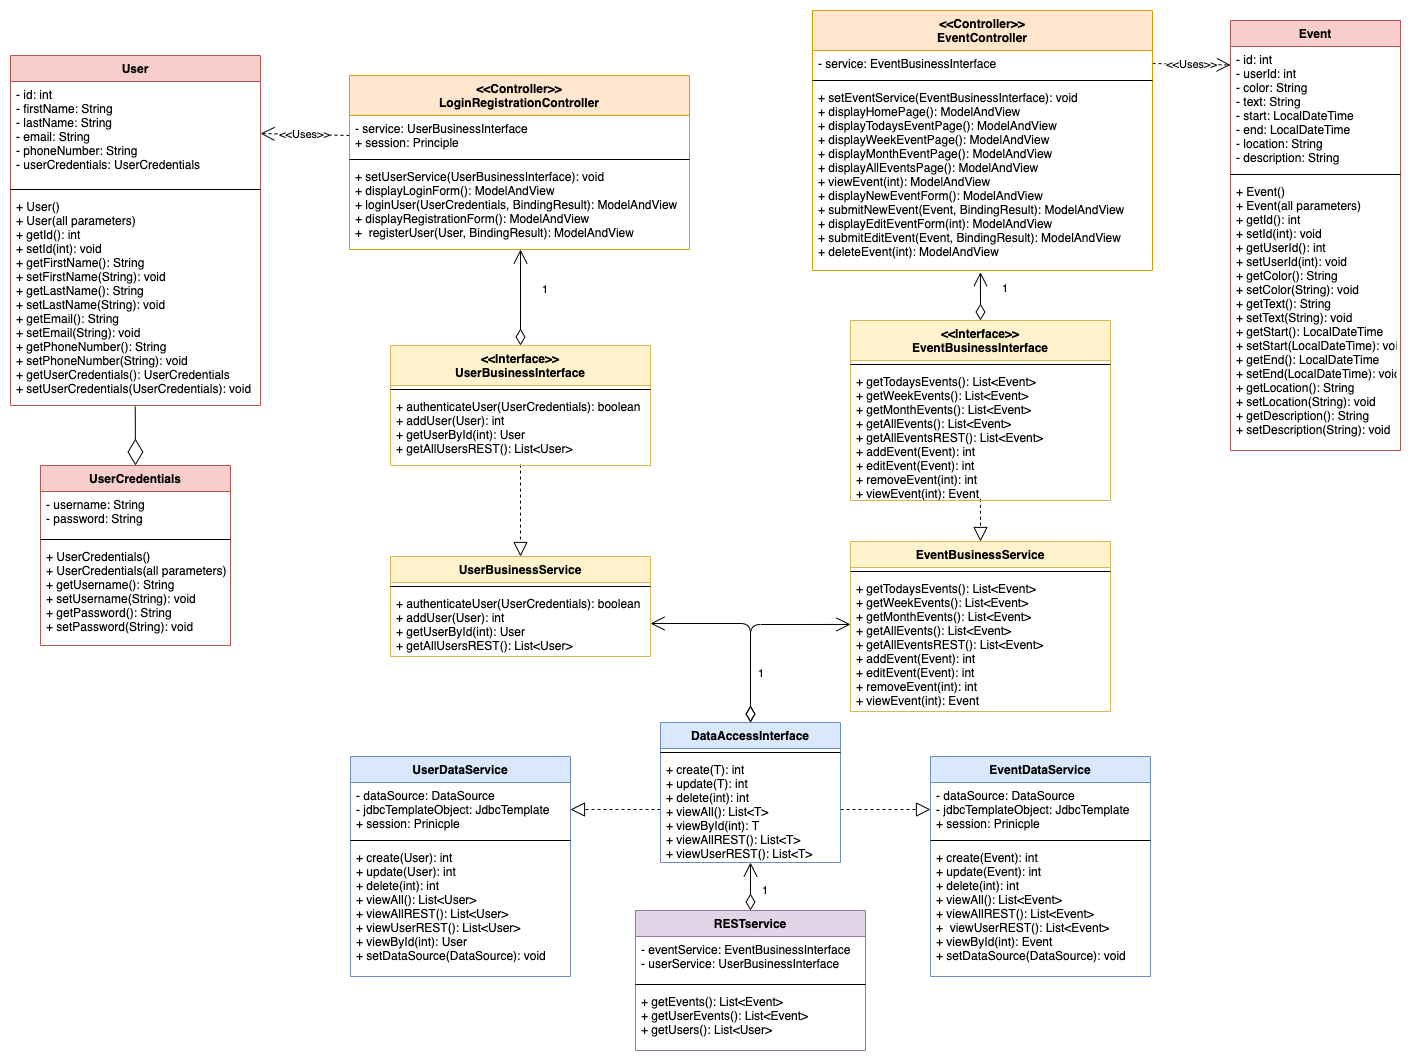 User
- id: int
- firstName: String
- lastName: String
- email: String
- phoneNumber: String
- userCredentials: UserCredentials
+ User()
+ User(all parameters)
+ getId(): int
+ setId(int): void
+ getFirstName(): String
+ setFirstName(String): void
+ getLastName(): String
+ setLastName(String): void
+ getEmail(): String
+ setEmail(String): void
+ getPhoneNumber(): String
+ setPhoneNumber(String): void
+ getUserCredentials(): UserCredentials
+ setUserCredentials(UserCredentials): void
UserCredentials
- username: String
- password: String
+ UserCredentials()
+ UserCredentials(all parameters)
+ getUsername(): String
+ setUsername(String): void
+ getPassword(): String
+ setPassword(String): void
<<Uses>>
<<Controller>>
LoginRegistrationController
- service: UserBusinessInterface
+ session: Principle
+ setUserService(UserBusinessInterface): void
+ displayLoginForm(): ModelAndView
+ loginUser(UserCredentials, BindingResult): ModelAndView
+ displayRegistrationForm(): ModelAndView
+  registerUser(User, BindingResult): ModelAndView
1
<<Interface>>
UserBusinessInterface
+ authenticateUser(UserCredentials): boolean
+ addUser(User): int
+ getUserById(int): User
+ getAllUsersREST(): List<User>
UserBusinessService
+ authenticateUser(UserCredentials): boolean
+ addUser(User): int
+ getUserById(int): User
+ getAllUsersREST(): List<User>
<<Controller>>
EventController
- service: EventBusinessInterface
+ setEventService(EventBusinessInterface): void
+ displayHomePage(): ModelAndView
+ displayTodaysEventPage(): ModelAndView
+ displayWeekEventPage(): ModelAndView
+ displayMonthEventPage(): ModelAndView
+ displayAllEventsPage(): ModelAndView
+ viewEvent(int): ModelAndView
+ displayNewEventForm(): ModelAndView
+ submitNewEvent(Event, BindingResult): ModelAndView
+ displayEditEventForm(int): ModelAndView
+ submitEditEvent(Event, BindingResult): ModelAndView
+ deleteEvent(int): ModelAndView
<<Uses>>
1
<<Interface>>
EventBusinessInterface
+ getTodaysEvents(): List<Event>
+ getWeekEvents(): List<Event>
+ getMonthEvents(): List<Event>
+ getAllEvents(): List<Event>
+ getAllEventsREST(): List<Event>
+ addEvent(Event): int
+ editEvent(Event): int
+ removeEvent(int): int
+ viewEvent(int): Event
EventBusinessService
+ getTodaysEvents(): List<Event>
+ getWeekEvents(): List<Event>
+ getMonthEvents(): List<Event>
+ getAllEvents(): List<Event>
+ getAllEventsREST(): List<Event>
+ addEvent(Event): int
+ editEvent(Event): int
+ removeEvent(int): int
+ viewEvent(int): Event
Event
- id: int
- userId: int
- color: String
- text: String
- start: LocalDateTime
- end: LocalDateTime
- location: String
- description: String
+ Event()
+ Event(all parameters)
+ getId(): int
+ setId(int): void
+ getUserId(): int
+ setUserId(int): void
+ getColor(): String
+ setColor(String): void
+ getText(): String
+ setText(String): void
+ getStart(): LocalDateTime
+ setStart(LocalDateTime): voi
+ getEnd(): LocalDateTime
+ setEnd(LocalDateTime): voi
+ getLocation(): String
+ setLocation(String): void
+ getDescription(): String
+ setDescription(String): void
1
DataAccessInterface
+ create(T): int
+ update(T): int
+ delete(int): int
+ viewAll(): List<T>
+ viewById(int): T
+ viewAllREST(): List<T>
+ viewUserREST(): List<T>
UserDataService
- dataSource: DataSource
- jdbcTemplateObject: JdbcTemplate
+ session: Prinicple
+ create(User): int
+ update(User): int
+ delete(int): int
+ viewAll(): List<User>
+ viewAllREST(): List<User>
+ viewUserREST(): List<User>
+ viewById(int): User
+ setDataSource(DataSource): void
EventDataService
- dataSource: DataSource
- jdbcTemplateObject: JdbcTemplate
+ session: Prinicple
+ create(Event): int
+ update(Event): int
+ delete(int): int
+ viewAll(): List<Event>
+ viewAllREST(): List<Event>
+  viewUserREST(): List<Event>
+ viewById(int): Event
+ setDataSource(DataSource): void
1
RESTservice
- eventService: EventBusinessInterface
- userService: UserBusinessInterface
+ getEvents(): List<Event>
+ getUserEvents(): List<Event>
+ getUsers(): List<User>